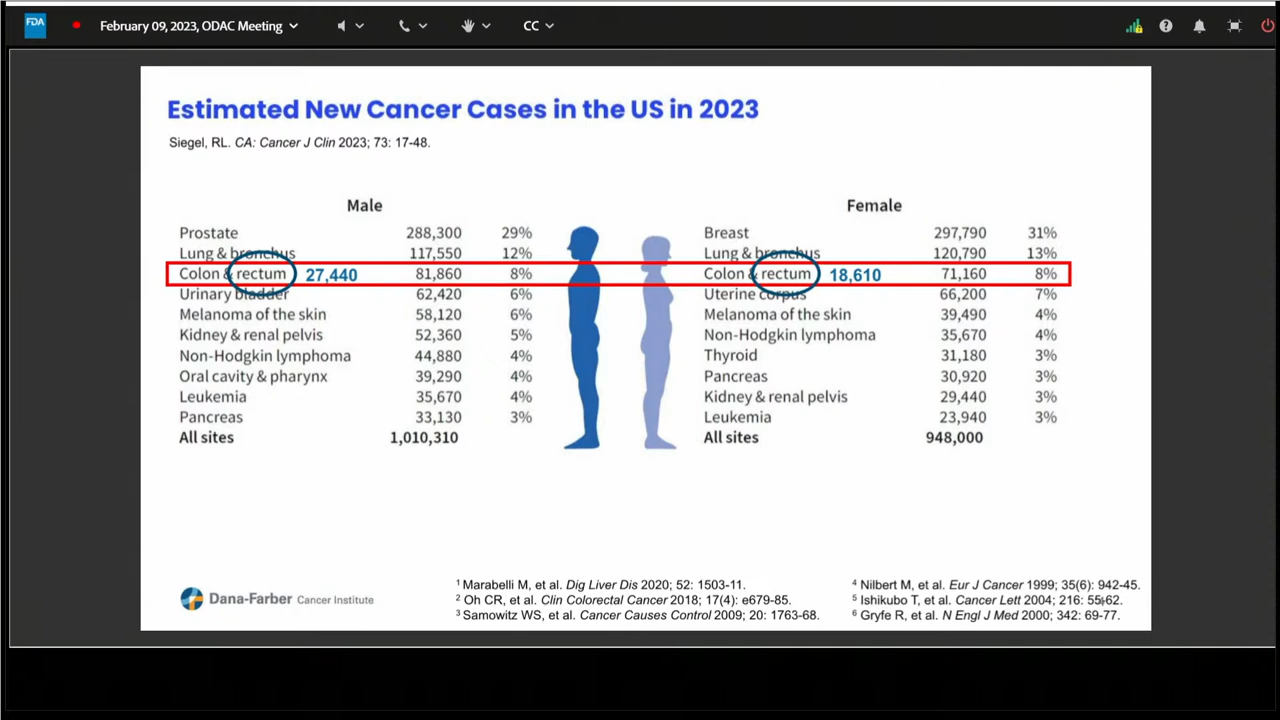 FDA
February 09, 2023, ODAC Meeting
CC
Estimated New Cancer Cases in the US in 2023
Siegel, RL. CA: Cancer J Clin 2023; 73: 17-48.
Male
Prostate 288,300 29%
Lung & bronchus 117,550 12%
Colon & rectum 27,440 81,860 8%
Urinary bladder 62,420 6%
Melanoma of the skin 58,120 6%
Kidney & renal pelvis 52,360 5%
Non-Hodgkin lymphoma 44,880 4%
Oral cavity & pharynx 39,290 4%
Leukemia 35,670 4%
Pancreas 33,130 3%
All sites 1,010,310
Female
Breast 297,790 31%
Lung & bronchus 120,790 13%
Colon & rectum 18,610 71,160 8%
Uterine corpus 66,200 7%
Melanoma of the skin 39,490 4%
Non-Hodgkin lymphoma 35,670 4%
Thyroid 31,180 3%
Pancreas 30,920 3%
Kidney & renal pelvis 29,440 3%
Leukemia 23,940 3%
All sites 948,000
Dana-Farber Cancer Institute
1 Marabelli M, et al. Dig Liver Dis 2020; 52: 1503-11.
2 Oh CR, et al. Clin Colorectal Cancer 2018; 17(4): e679-85.
3 Samowitz WS, et al. Cancer Causes Control 2009; 20: 1763-68.
4 Nilbert M, et al. Eur J Cancer 1999; 35(6): 942-45.
5 Ishikubo T, et al. Cancer Lett 2004; 216: 55-62.
6 Gryfe R, et al. N Engl J Med 2000; 342: 69-77.